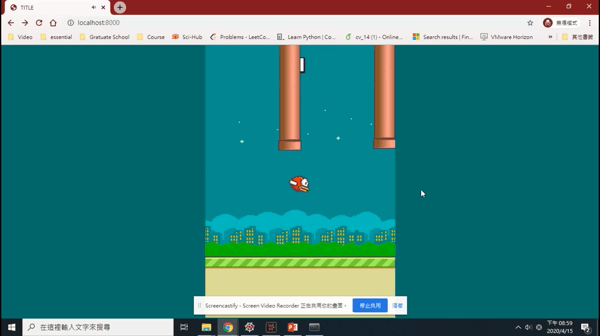 TITLE
localhost:8000
無痕模式
Video
essential
Gratuate School
Course
Sci-Hub
Problems - LeetCo...
Learn Python | Co...
cv_14 (1) - Online...
Search results | Fin...
VMware Horizon
»
其他書籤
Screencastify - Screen Video Recorder 正在共用你的畫面。
停止共用
隱藏
在這裡輸入文字來搜尋
下午 08:59
2020/4/15